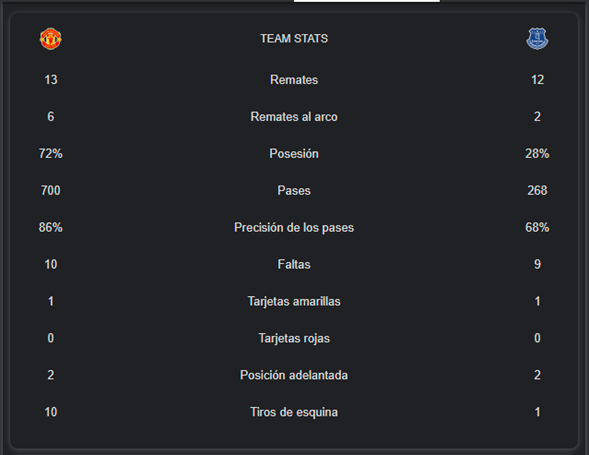 TEAM STATS
13 Remates 12
6 Remates al arco 2
72% Posesión 28%
700 Pases 268
86% Precisión de los pases 68%
10 Faltas 9
1 Tarjetas amarillas 1
0 Tarjetas rojas 0
2 Posición adelantada 2
10 Tiros de esquina 1